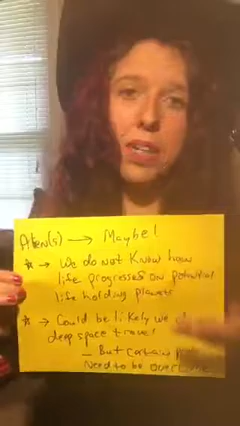 Alien(s) → Maybe!
* → We do not know how
life progresses on potential
life holding planets
* → Could be likely we d
deep space travel
— But certain
Need to be over